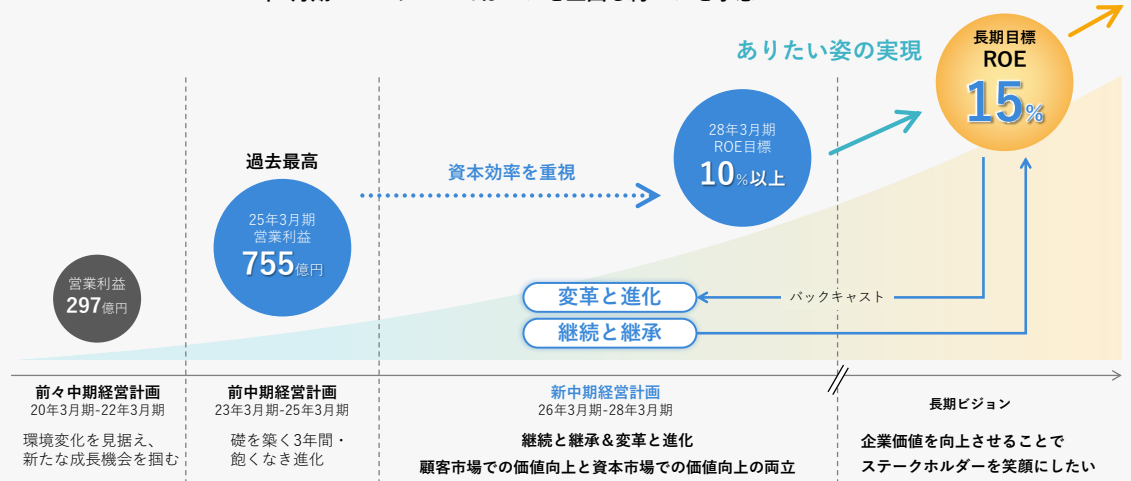 ありたい姿の実現
長期目標
ROE
15%
28年3月期
ROE目標
10%以上
過去最高
資本効率を重視
25年3月期
営業利益
755億円
営業利益
297億円
変革と進化
バックキャスト
継続と継承
前々中期経営計画
20年3月期-22年3月期
環境変化を見据え、
新たな成長機会を掴む
前中期経営計画
23年3月期-25年3月期
礎を築く3年間・
飽くなき進化
新中期経営計画
26年3月期-28年3月期
継続と継承&変革と進化
顧客市場での価値向上と資本市場での価値向上の両立
長期ビジョン
企業価値を向上させることで
ステークホルダーを笑顔にしたい